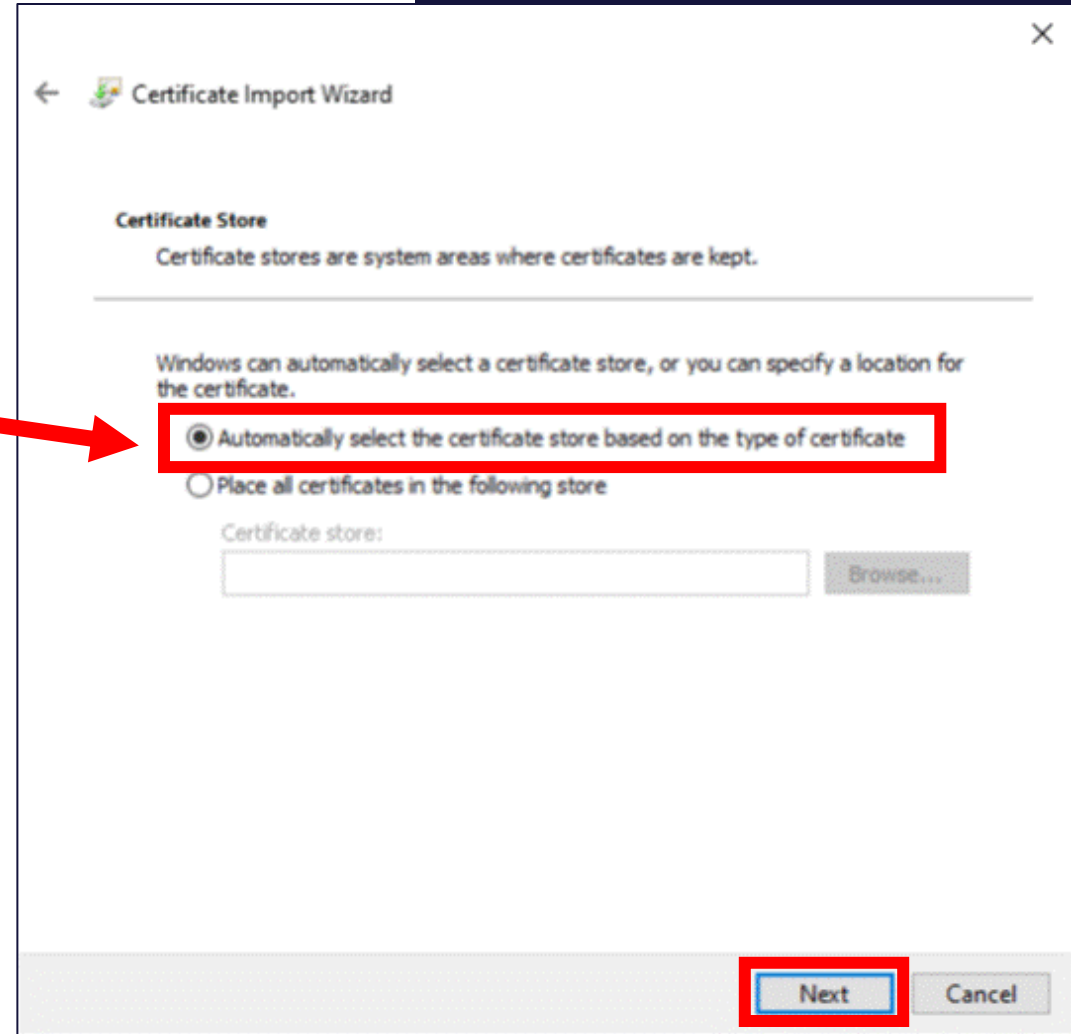 Certificate Import Wizard
Certificate Store
Certificate stores are system areas where certificates are kept.
Windows can automatically select a certificate store, or you can specify a location for
the certificate.
Automatically select the certificate store based on the type of certificate
Place all certificates in the following store
Certificate store:
Browse...
Next Cancel